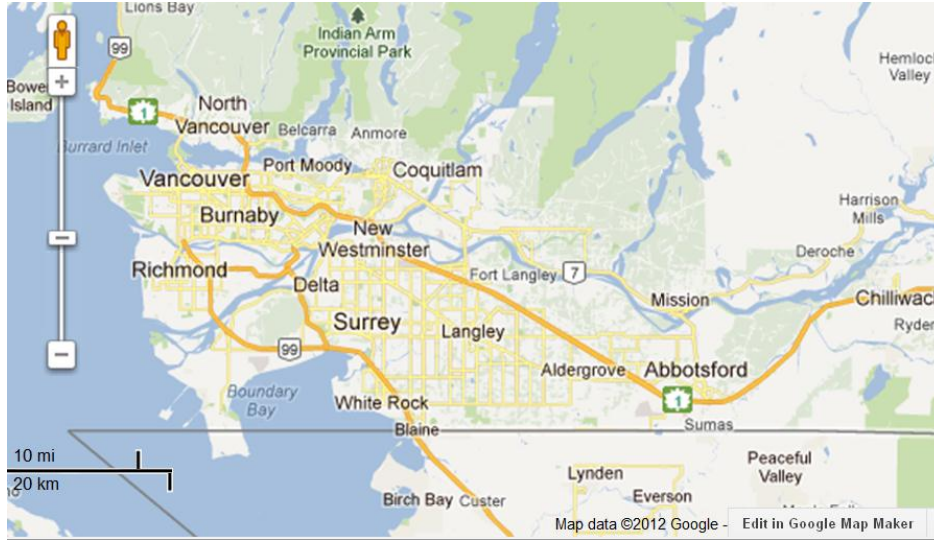 Lions Bay
99
Indian Arm
Provincial Park
Hemlock
Valley
Island
1
North
Vancouver
Belcarra
Anmore
Burrard Inlet
Port Moody
Coquitlam
Vancouver
Harrison
Mills
Burnaby
New
Westminster
Deroche
Richmond
Fort Langley
7
Delta
Mission
Chilliwack
Surrey
Langley
Ryder
99
Aldergrove
Abbotsford
Boundary
Bay
White Rock
1
Sumas
Blaine
10 mi
20 km
Lynden
Peaceful
Valley
Birch Bay
Custer
Everson
Map data ©2012 Google -
Edit in Google Map Maker